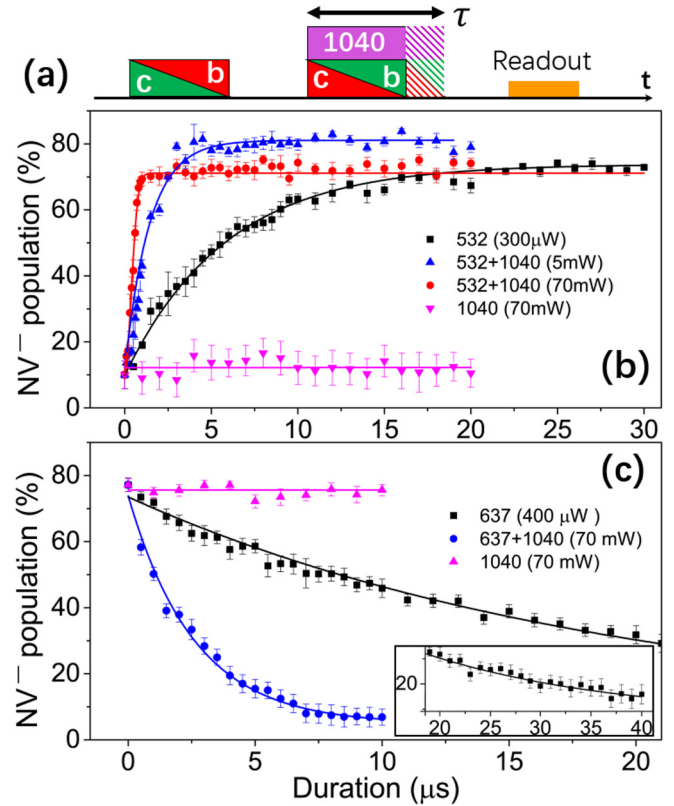 τ
1040
(a)
c b
c b
Readout
t
NV⁻ population (%)
80
60
40
20
0
532 (300μW)
532+1040 (5mW)
532+1040 (70mW)
1040 (70mW)
(b)
0 5 10 15 20 25 30
NV⁻ population (%)
(c)
100
80
60
40
20
0
637 (400 μW )
637+1040 (70 mW)
1040 (70 mW)
20
20 25 30 35 40
0 5 10 15 20
Duration (μs)